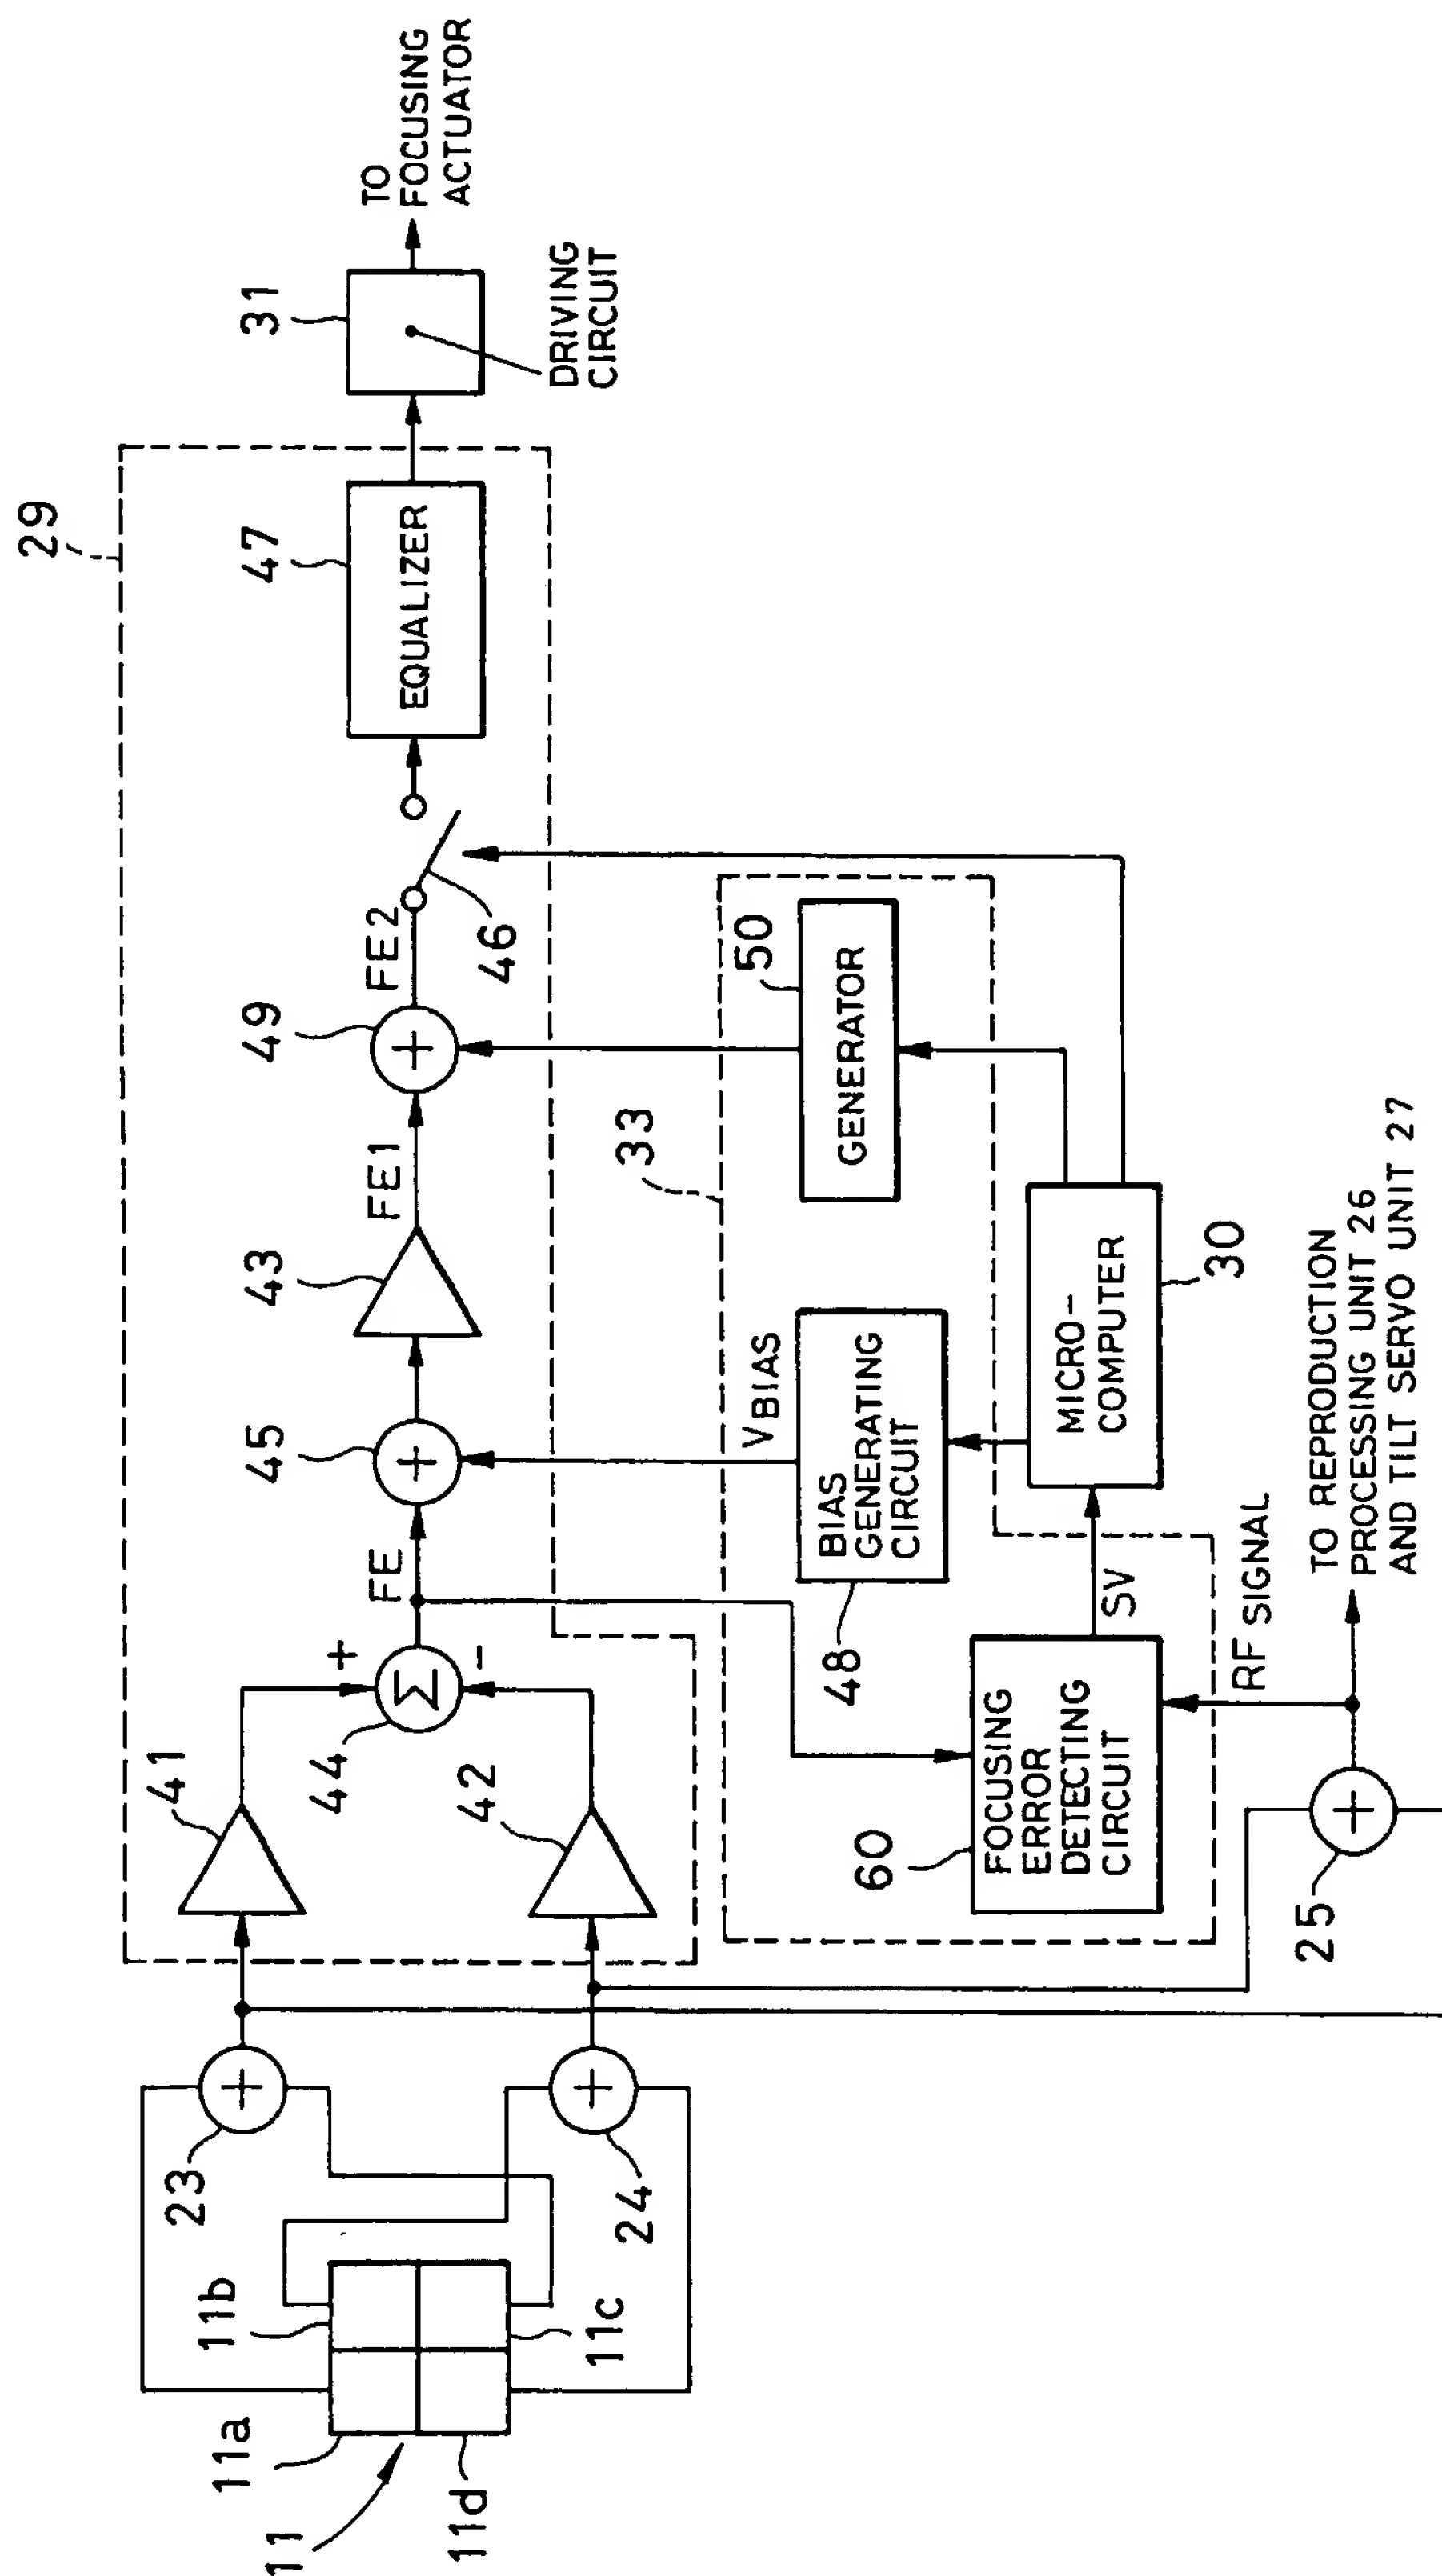 29
31
TO
FOCUSING
ACTUATOR
DRIVING
CIRCUIT
47
EQUALIZER
46
FE2
49
FE1
43
45
FE
44
+
-
41
42
33
50
GENERATOR
VBIAS
BIAS
GENERATING
CIRCUIT
48
MICRO-
COMPUTER
30
SV
60
FOCUSING
ERROR
DETECTING
CIRCUIT
RF SIGNAL
TO REPRODUCTION
PROCESSING UNIT 26
AND TILT SERVO UNIT 27
25
23
24
11b
11c
11a
11d
11
+
+
+
+
+
Σ